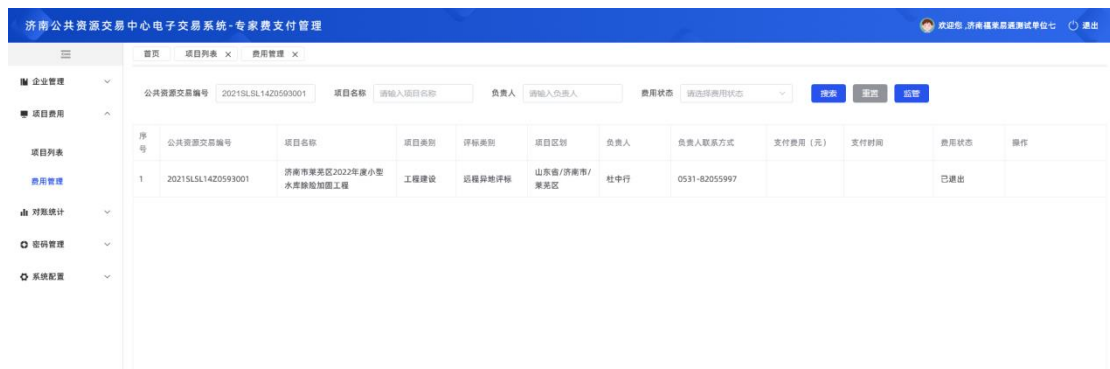 济南公共资源交易中心电子交易系统-专家费支付管理
欢迎您,济南福莱易通测试单位七 退出
首页 项目列表 × 费用管理 ×
企业管理
项目费用
项目列表
费用管理
对账统计
密码管理
系统配置
公共资源交易编号 2021SLSL14Z0593001 项目名称 请输入项目名称 负责人 请输入负责人 费用状态 请选择费用状态 搜索 重置 监管
序号 公共资源交易编号 项目名称 项目类别 评标类别 项目区划 负责人 负责人联系方式 支付费用（元） 支付时间 费用状态 操作
1 2021SLSL14Z0593001 济南市莱芜区2022年度小型水库除险加固工程 工程建设 远程异地评标 山东省/济南市/莱芜区 杜中行 0531-82055997 已退出